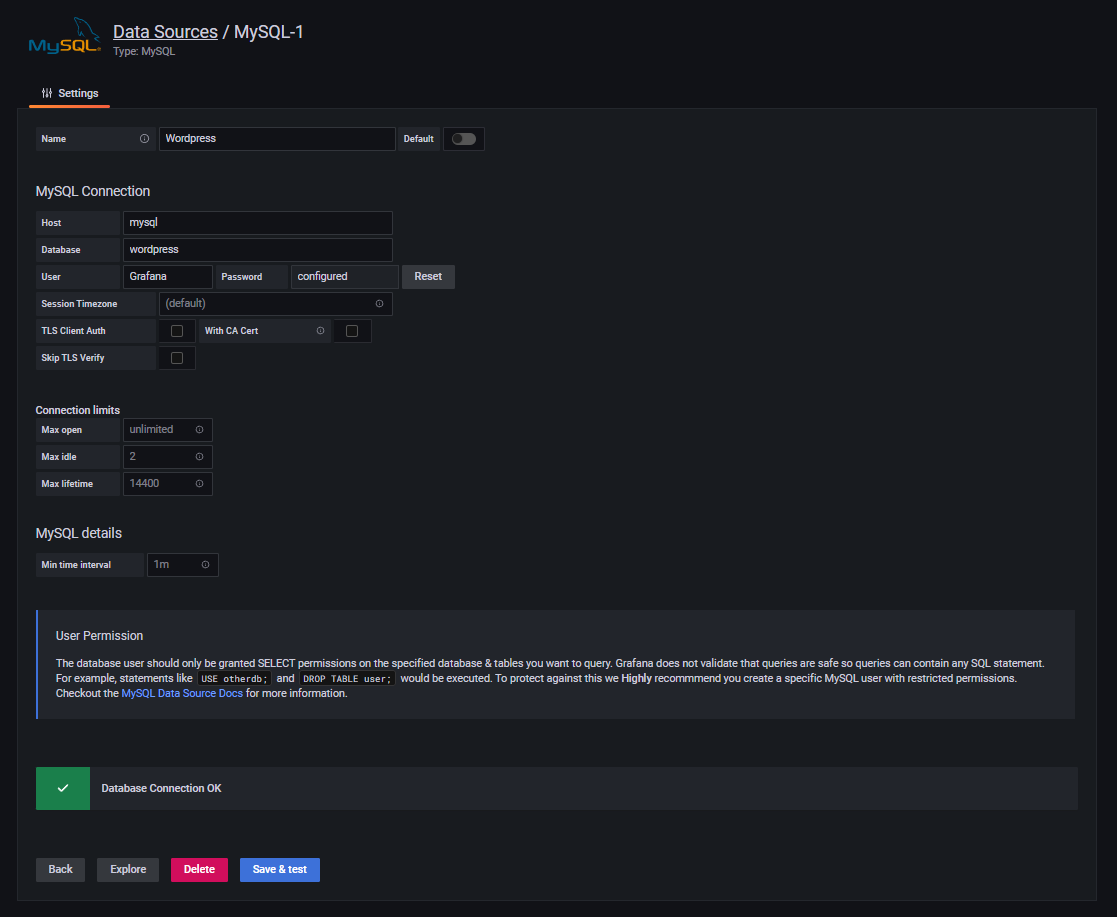 MySQL
Data Sources / MySQL-1
Type: MySQL
Settings
Name Wordpress Default
MySQL Connection
Host mysql
Database wordpress
User Grafana Password configured Reset
Session Timezone (default)
TLS Client Auth With CA Cert
Skip TLS Verify
Connection limits
Max open unlimited
Max idle 2
Max lifetime 14400
MySQL details
Min time interval 1m
User Permission
The database user should only be granted SELECT permissions on the specified database & tables you want to query. Grafana does not validate that queries are safe so queries can contain any SQL statement.
For example, statements like USE otherdb; and DROP TABLE user; would be executed. To protect against this we Highly recommmend you create a specific MySQL user with restricted permissions.
Checkout the MySQL Data Source Docs for more information.
Database Connection OK
Back Explore Delete Save & test